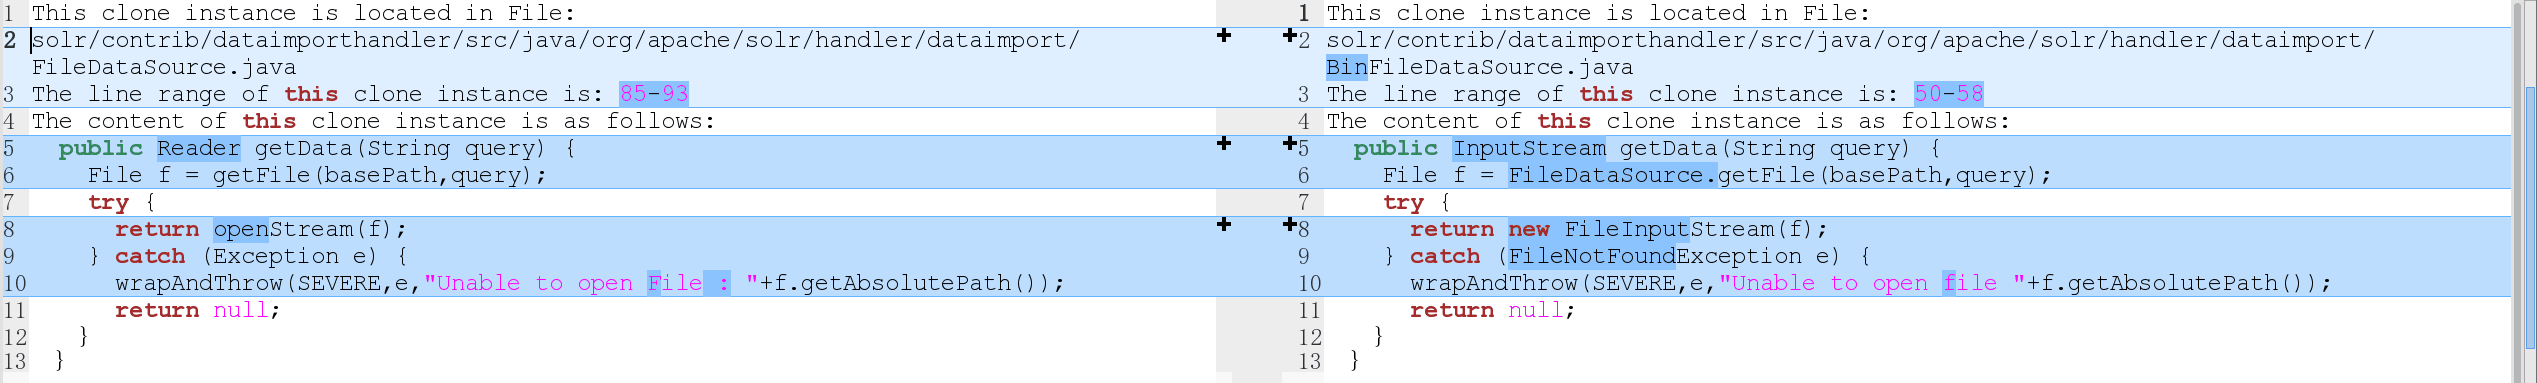 1 This clone instance is located in File:
2 solr/contrib/dataimporthandler/src/java/org/apache/solr/handler/dataimport/
FileDataSource.java
3 The line range of this clone instance is: 85-93
4 The content of this clone instance is as follows:
5 public Reader getData(String query) {
6 File f = getFile(basePath,query);
7 try {
8 return openStream(f);
9 } catch (Exception e) {
10 wrapAndThrow(SEVERE,e,"Unable to open File : "+f.getAbsolutePath());
11 return null;
12 }
13 }
1 This clone instance is located in File:
2 solr/contrib/dataimporthandler/src/java/org/apache/solr/handler/dataimport/
BinFileDataSource.java
3 The line range of this clone instance is: 50-58
4 The content of this clone instance is as follows:
5 public InputStream getData(String query) {
6 File f = FileDataSource.getFile(basePath,query);
7 try {
8 return new FileInputStream(f);
9 } catch (FileNotFoundException e) {
10 wrapAndThrow(SEVERE,e,"Unable to open file "+f.getAbsolutePath());
11 return null;
12 }
13 }